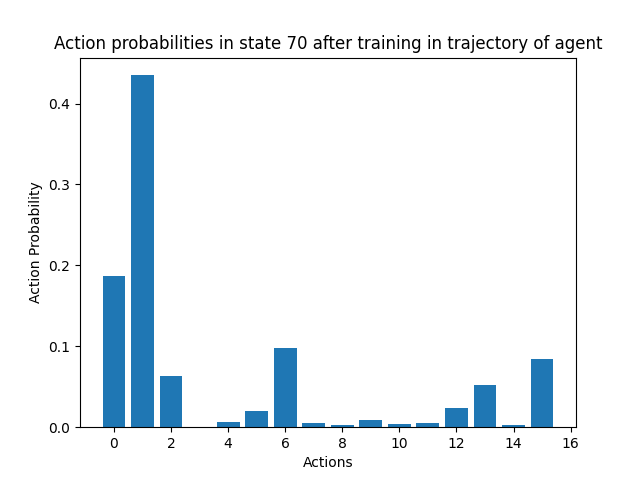 Action probabilities in state 70 after training in trajectory of agent
0.4
0.3
0.2
0.1
0.0
Action Probability
0 2 4 6 8 10 12 14 16
Actions